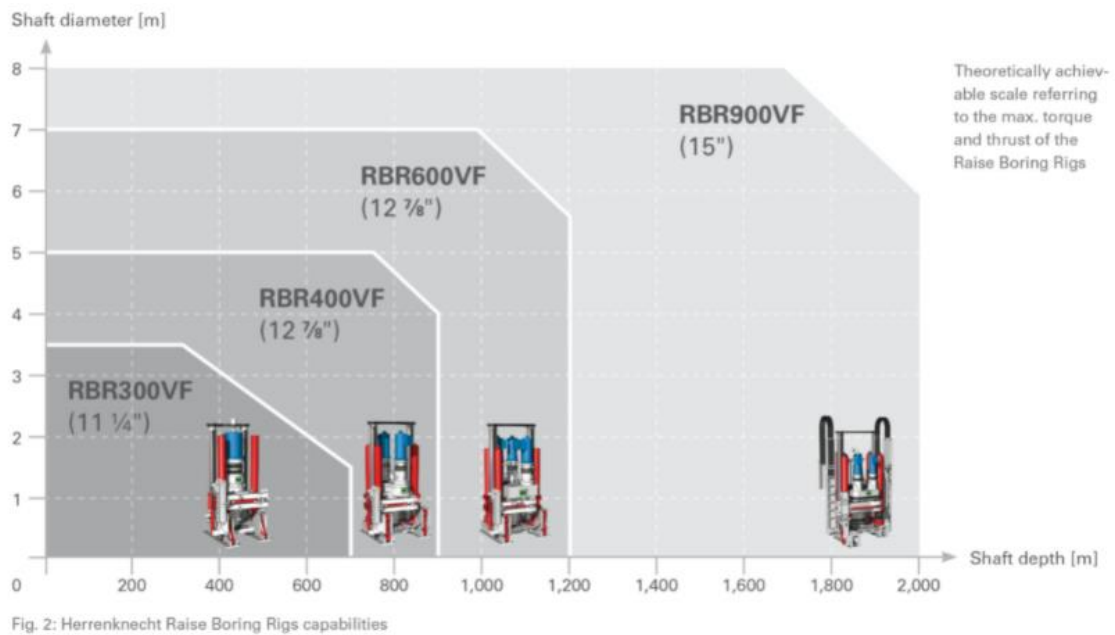 Shaft diameter [m]
8
7
6
5
4
3
2
1
0
200
400
600
800
1,000
1,200
1,400
1,600
1,800
2,000
Shaft depth [m]
RBR900VF
(15")
RBR600VF
(12 ⅞")
RBR400VF
(12 ⅞")
RBR300VF
(11 ¼")
Theoretically achiev-
able scale referring
to the max. torque
and thrust of the
Raise Boring Rigs
Fig. 2: Herrenknecht Raise Boring Rigs capabilities